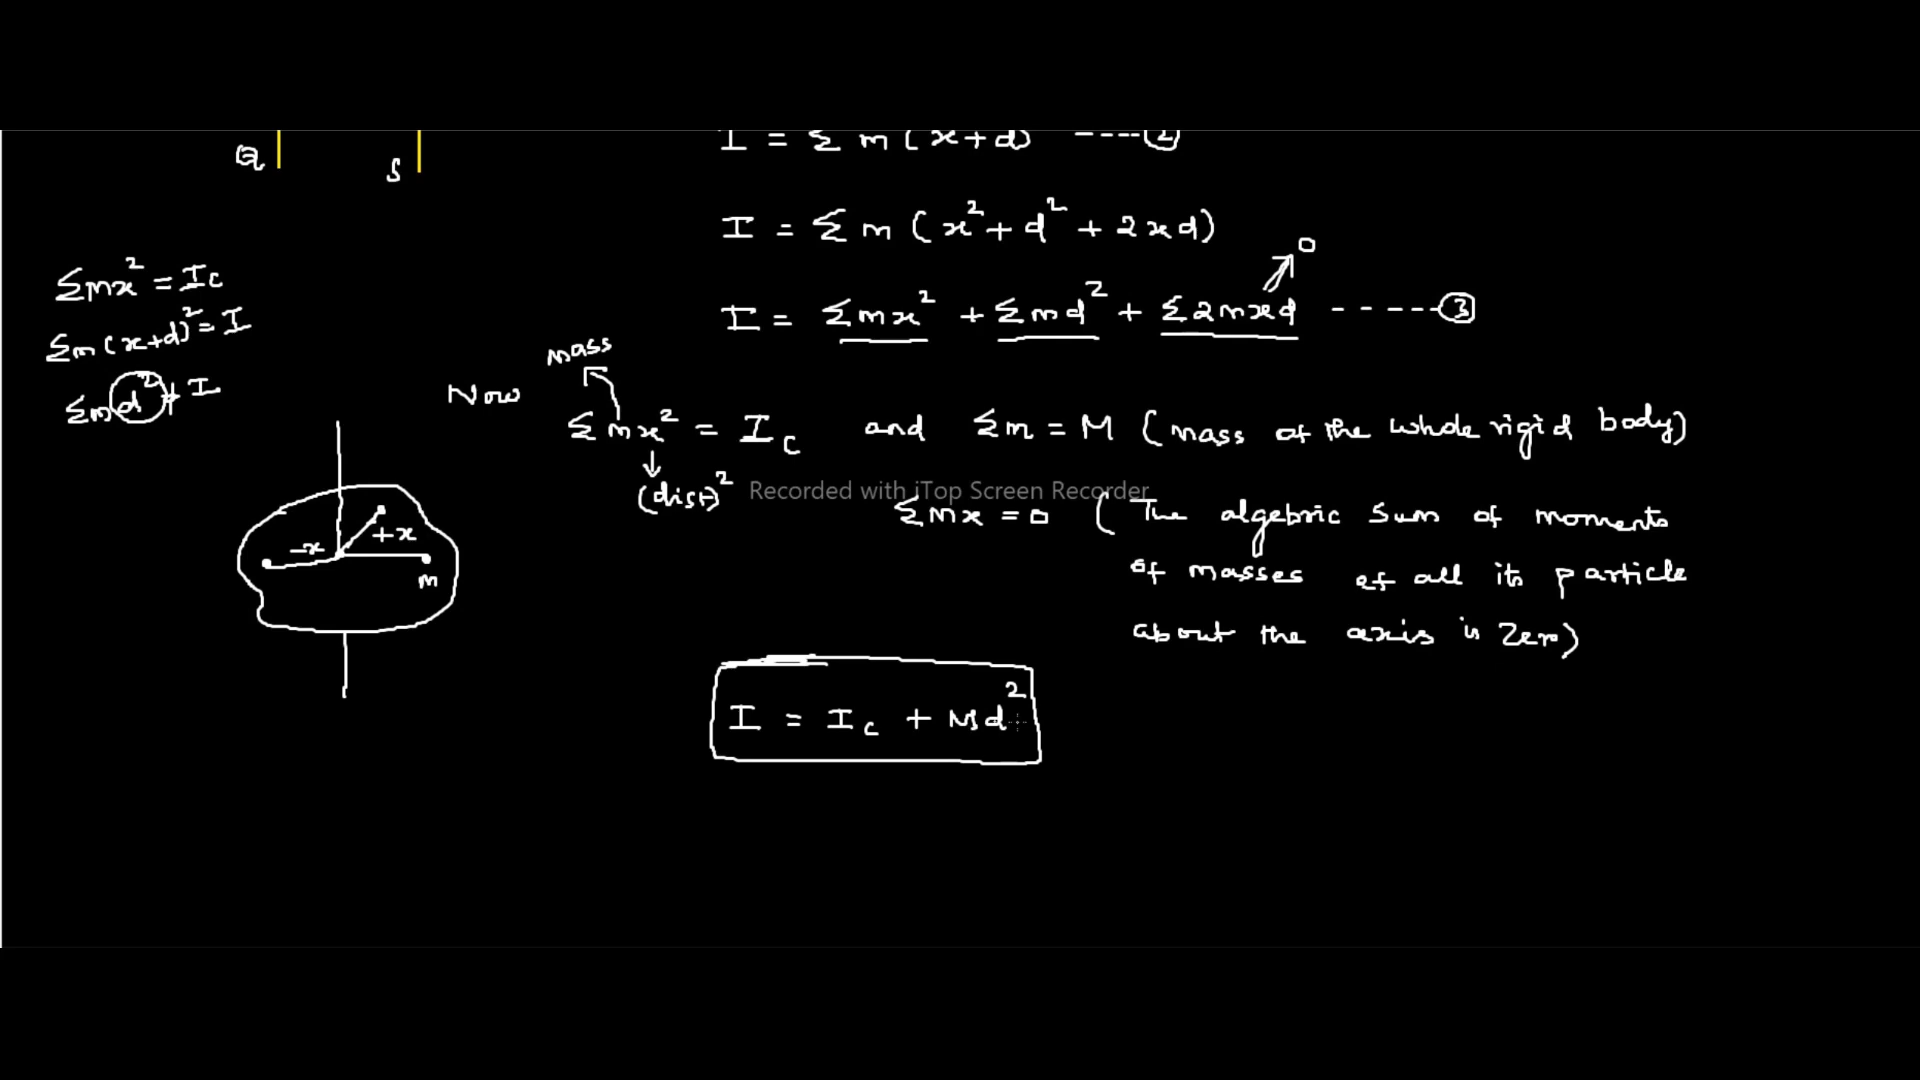 Q
S
I = Σ m (x+d) ----②
I = Σ m (x² + d² + 2xd)
0
I = Σmx² + Σmd² + Σ2mxd -----③
Σmx² = Ic
Σm(x+d)² = I
Σmd² ≠ I
mass
Now Σmx² = Ic and Σm = M (mass of the whole rigid body)
(dist)²
Recorded with iTop Screen Recorder
Σmx = 0 (The algebric sum of moments
of masses of all its particle
about the axis is zero)
-x +x
m
I = Ic + Md²